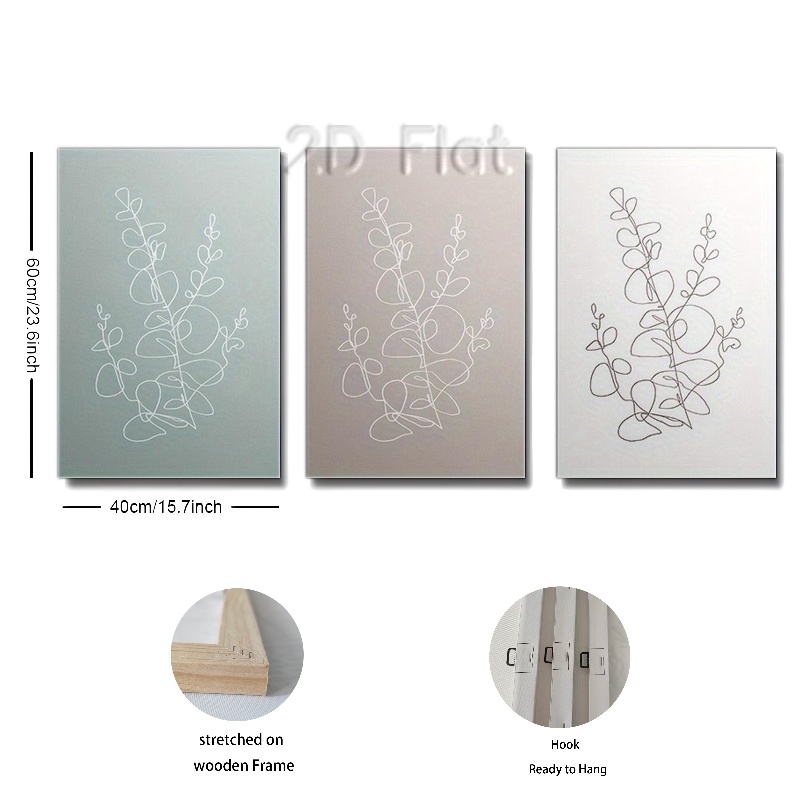 2D Flat
60cm/23.6inch
40cm/15.7inch
stretched on
wooden Frame
Hook
Ready to Hang